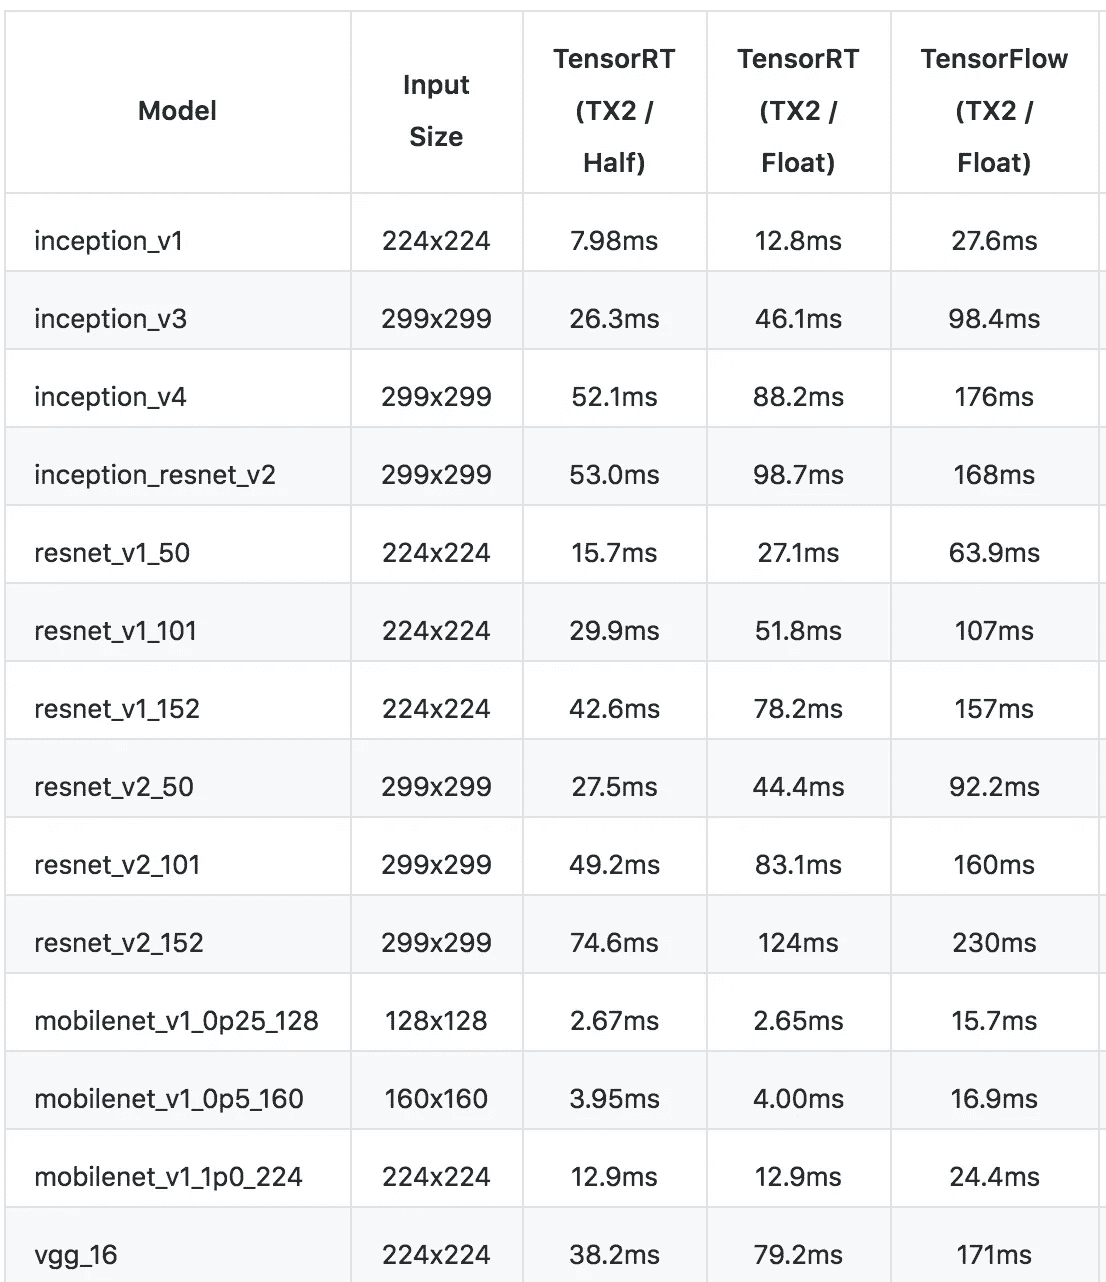 Model Input Size TensorRT (TX2 / Half) TensorRT (TX2 / Float) TensorFlow (TX2 / Float)
inception_v1 224x224 7.98ms 12.8ms 27.6ms
inception_v3 299x299 26.3ms 46.1ms 98.4ms
inception_v4 299x299 52.1ms 88.2ms 176ms
inception_resnet_v2 299x299 53.0ms 98.7ms 168ms
resnet_v1_50 224x224 15.7ms 27.1ms 63.9ms
resnet_v1_101 224x224 29.9ms 51.8ms 107ms
resnet_v1_152 224x224 42.6ms 78.2ms 157ms
resnet_v2_50 299x299 27.5ms 44.4ms 92.2ms
resnet_v2_101 299x299 49.2ms 83.1ms 160ms
resnet_v2_152 299x299 74.6ms 124ms 230ms
mobilenet_v1_0p25_128 128x128 2.67ms 2.65ms 15.7ms
mobilenet_v1_0p5_160 160x160 3.95ms 4.00ms 16.9ms
mobilenet_v1_1p0_224 224x224 12.9ms 12.9ms 24.4ms
vgg_16 224x224 38.2ms 79.2ms 171ms